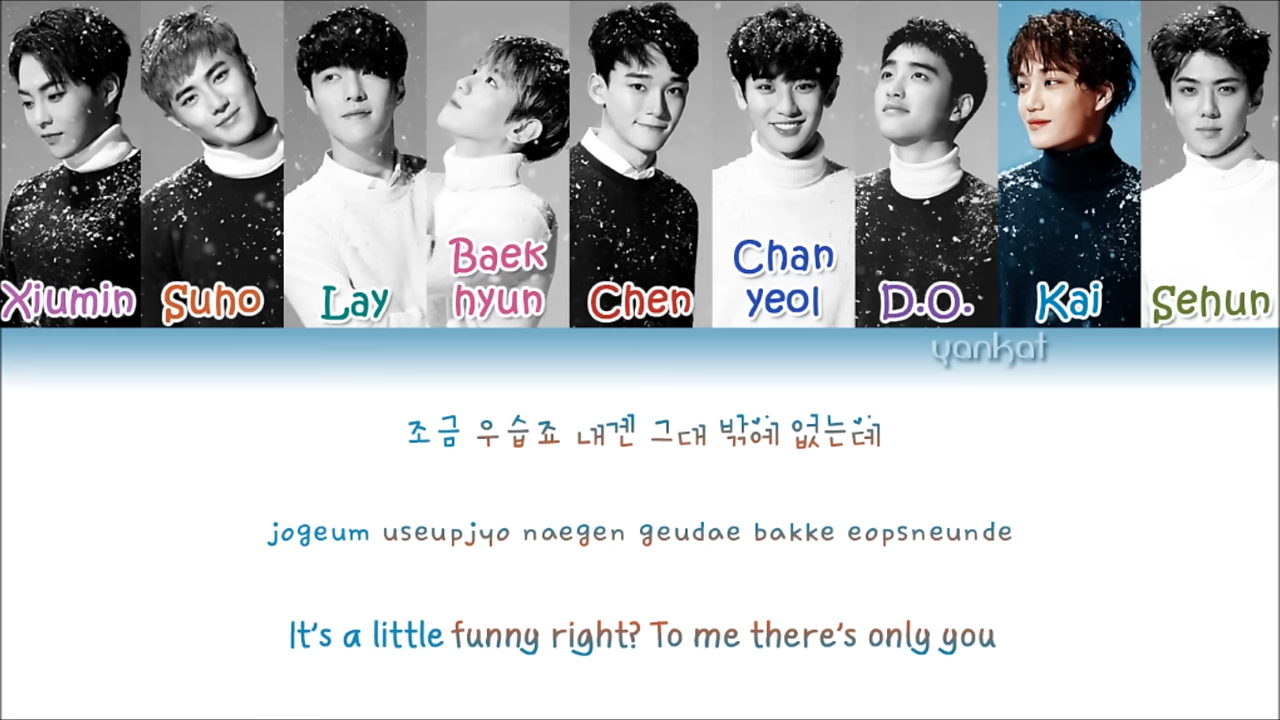 Xiumin
Suho
Lay
Baek
hyun
Chen
Chan
yeol
D.O.
Kai
Sehun
yankat
조금 우습죠 내겐 그대 밖에 없는데
jogeum useupjyo naegen geudae bakke eopsneunde
It's a little funny right? To me there's only you